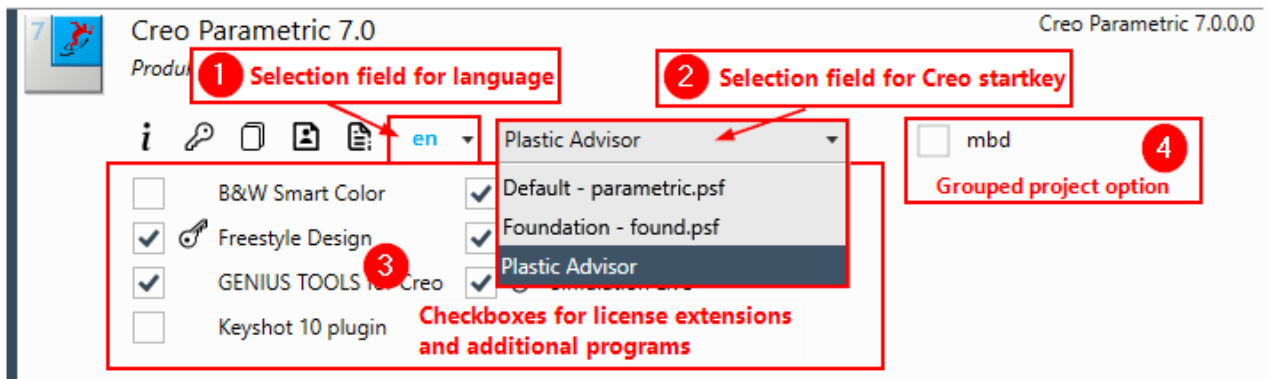 7
Creo Parametric 7.0
Creo Parametric 7.0.0.0
1 Selection field for language
2 Selection field for Creo startkey
en
Plastic Advisor
mbd
4
Grouped project option
B&W Smart Color
Default - parametric.psf
Freestyle Design
Foundation - found.psf
3
GENIUS TOOLS Creo
Plastic Advisor
Keyshot 10 plugin
Checkboxes for license extensions
and additional programs